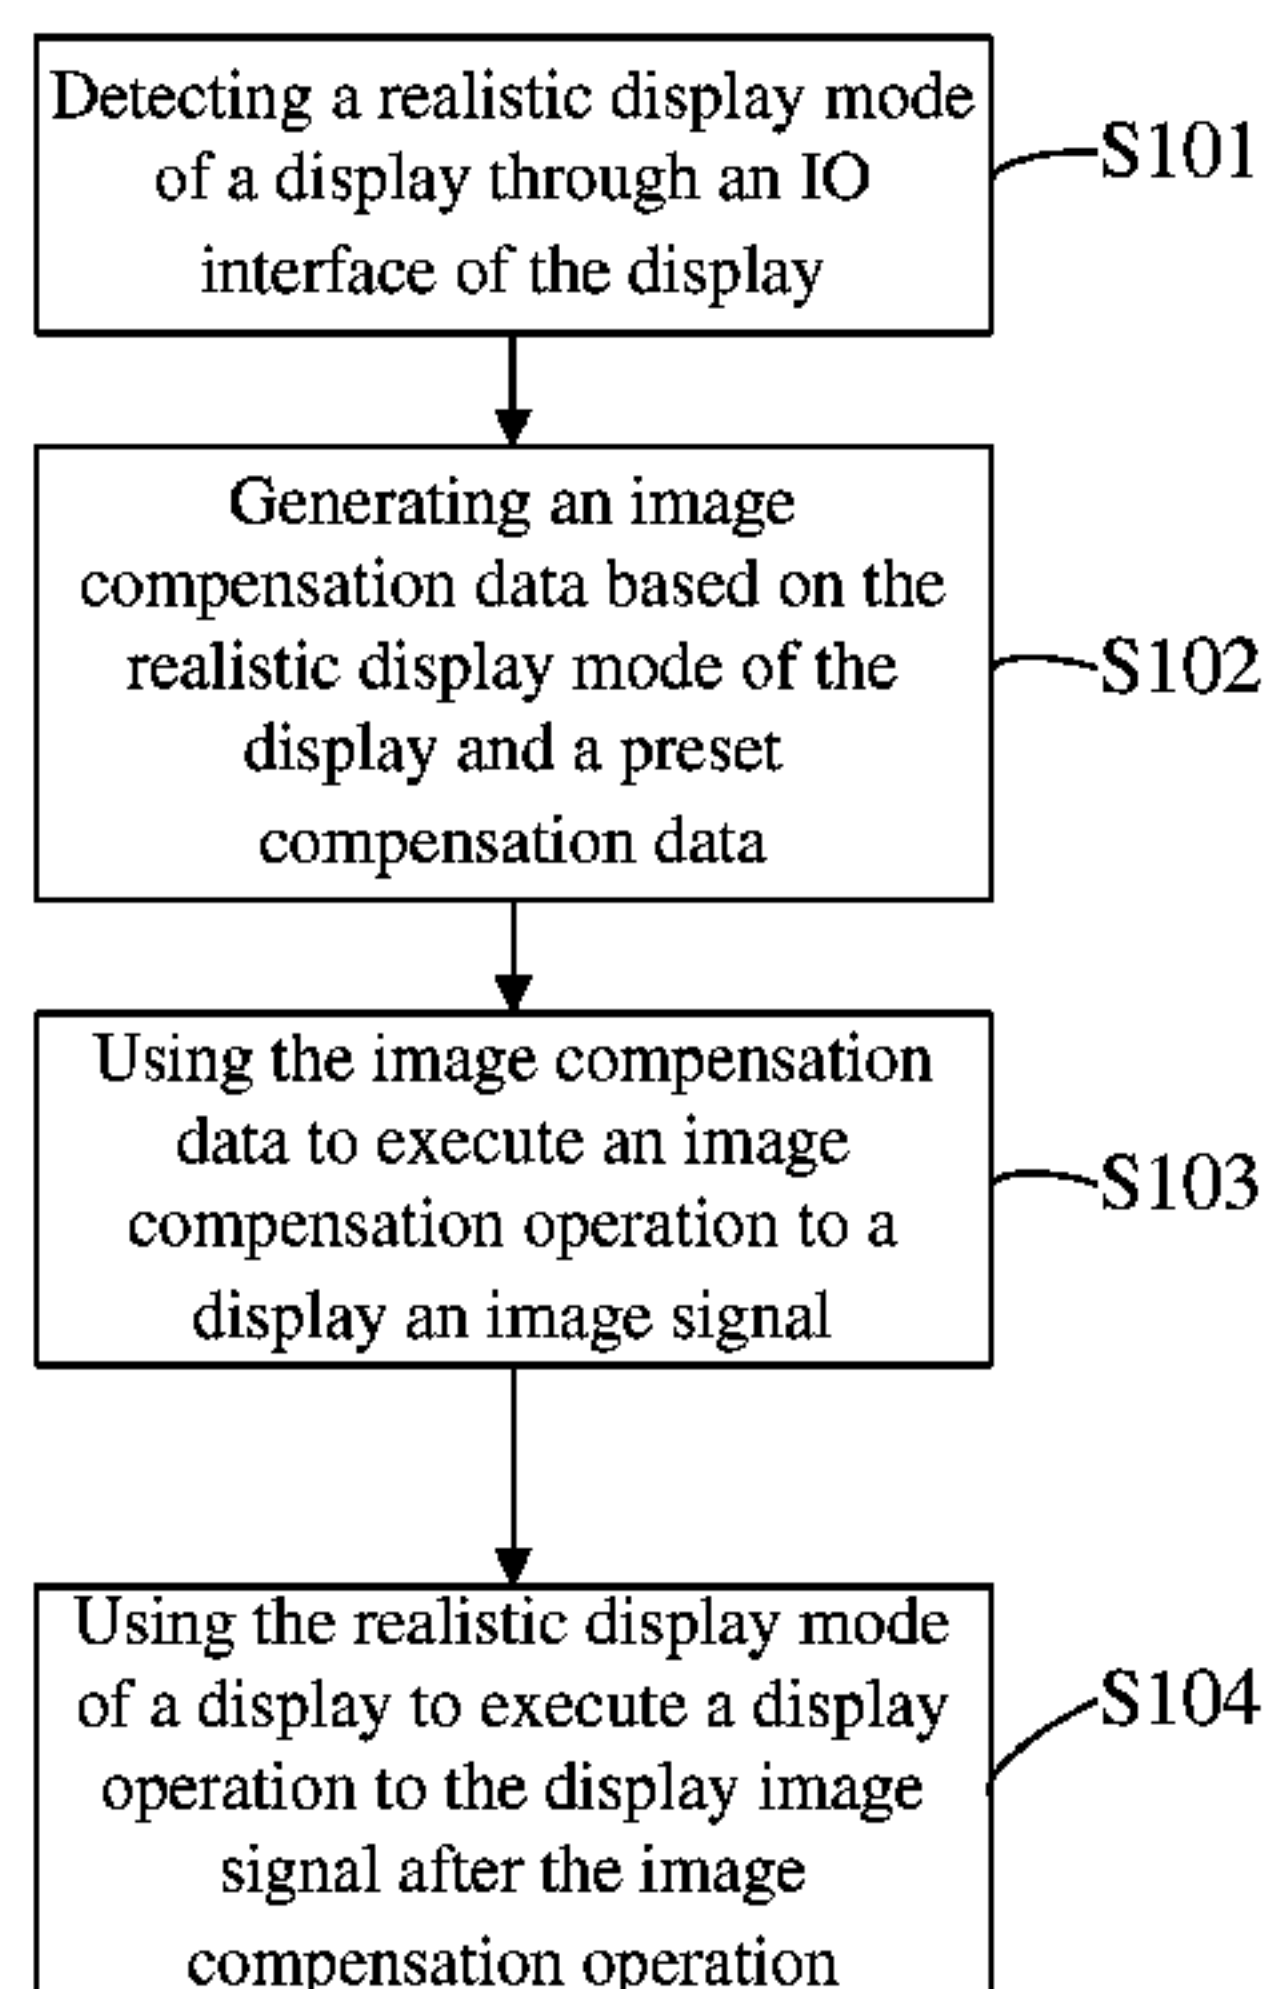 Detecting a realistic display mode
of a display through an IO
interface of the display
S101
Generating an image
compensation data based on the
realistic display mode of the
display and a preset
compensation data
S102
Using the image compensation
data to execute an image
compensation operation to a
display an image signal
S103
Using the realistic display mode
of a display to execute a display
operation to the display image
signal after the image
compensation operation
S104